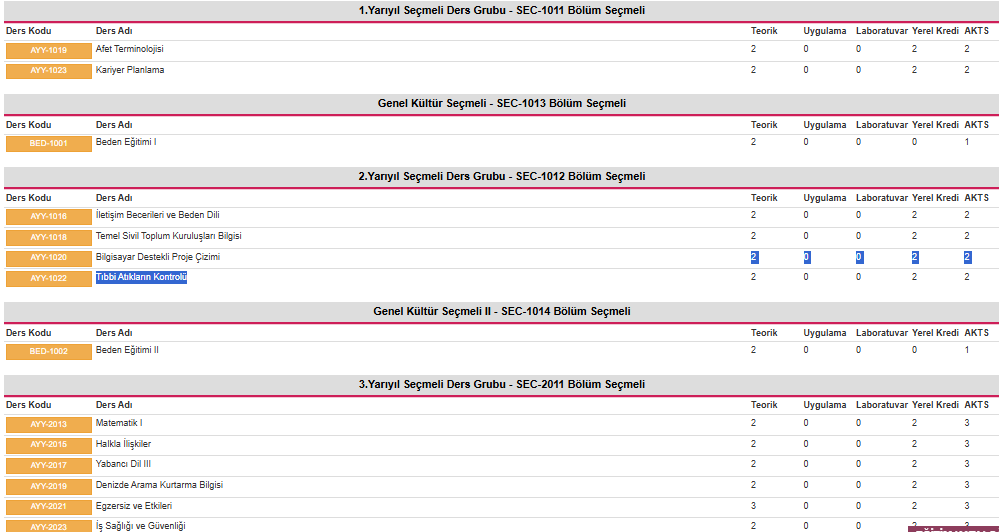 1.Yarıyıl Seçmeli Ders Grubu - SEC-1011 Bölüm Seçmeli
Ders Kodu Ders Adı Teorik Uygulama Laboratuvar Yerel Kredi AKTS
AYY-1019 Afet Terminolojisi 2 0 0 2 2
AYY-1023 Kariyer Planlama 2 0 0 2 2
Genel Kültür Seçmeli - SEC-1013 Bölüm Seçmeli
Ders Kodu Ders Adı Teorik Uygulama Laboratuvar Yerel Kredi AKTS
BED-1001 Beden Eğitimi I 2 0 0 0 1
2.Yarıyıl Seçmeli Ders Grubu - SEC-1012 Bölüm Seçmeli
Ders Kodu Ders Adı Teorik Uygulama Laboratuvar Yerel Kredi AKTS
AYY-1016 İletişim Becerileri ve Beden Dili 2 0 0 2 2
AYY-1018 Temel Sivil Toplum Kuruluşları Bilgisi 2 0 0 2 2
AYY-1020 Bilgisayar Destekli Proje Çizimi 2 0 0 2 2
AYY-1022 Tıbbi Atıkların Kontrolü 2 0 0 2 2
Genel Kültür Seçmeli II - SEC-1014 Bölüm Seçmeli
Ders Kodu Ders Adı Teorik Uygulama Laboratuvar Yerel Kredi AKTS
BED-1002 Beden Eğitimi II 2 0 0 0 1
3.Yarıyıl Seçmeli Ders Grubu - SEC-2011 Bölüm Seçmeli
Ders Kodu Ders Adı Teorik Uygulama Laboratuvar Yerel Kredi AKTS
AYY-2013 Matematik I 2 0 0 2 3
AYY-2015 Halkla İlişkiler 2 0 0 2 3
AYY-2017 Yabancı Dil III 2 0 0 2 3
AYY-2019 Denizde Arama Kurtarma Bilgisi 2 0 0 2 3
AYY-2021 Egzersiz ve Etkileri 3 0 0 2 3
AYY-2023 İş Sağlığı ve Güvenliği 2 0 0 2 3